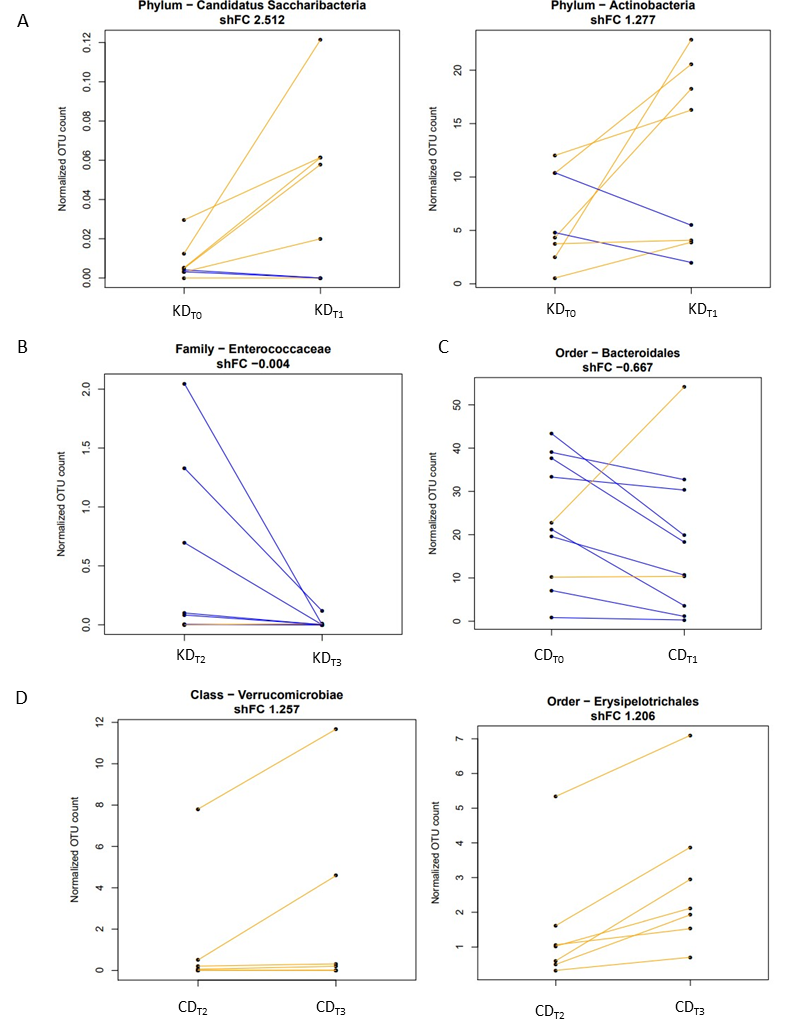 A
Phylum − Candidatus Saccharibacteria
shFC 2.512
Normalized OTU count
0.00
0.02
0.04
0.06
0.08
0.10
0.12
KDT0
KDT1
Phylum − Actinobacteria
shFC 1.277
Normalized OTU count
0
5
10
15
20
KDT0
KDT1
B
Family − Enterococcaceae
shFC −0.004
Normalized OTU count
0.0
0.5
1.0
1.5
2.0
KDT2
KDT3
C
Order − Bacteroidales
shFC −0.667
Normalized OTU count
0
10
20
30
40
50
CDT0
CDT1
D
Class − Verrucomicrobiae
shFC 1.257
Normalized OTU count
0
2
4
6
8
10
12
CDT2
CDT3
Order − Erysipelotrichales
shFC 1.206
Normalized OTU count
1
2
3
4
5
6
7
CDT2
CDT3